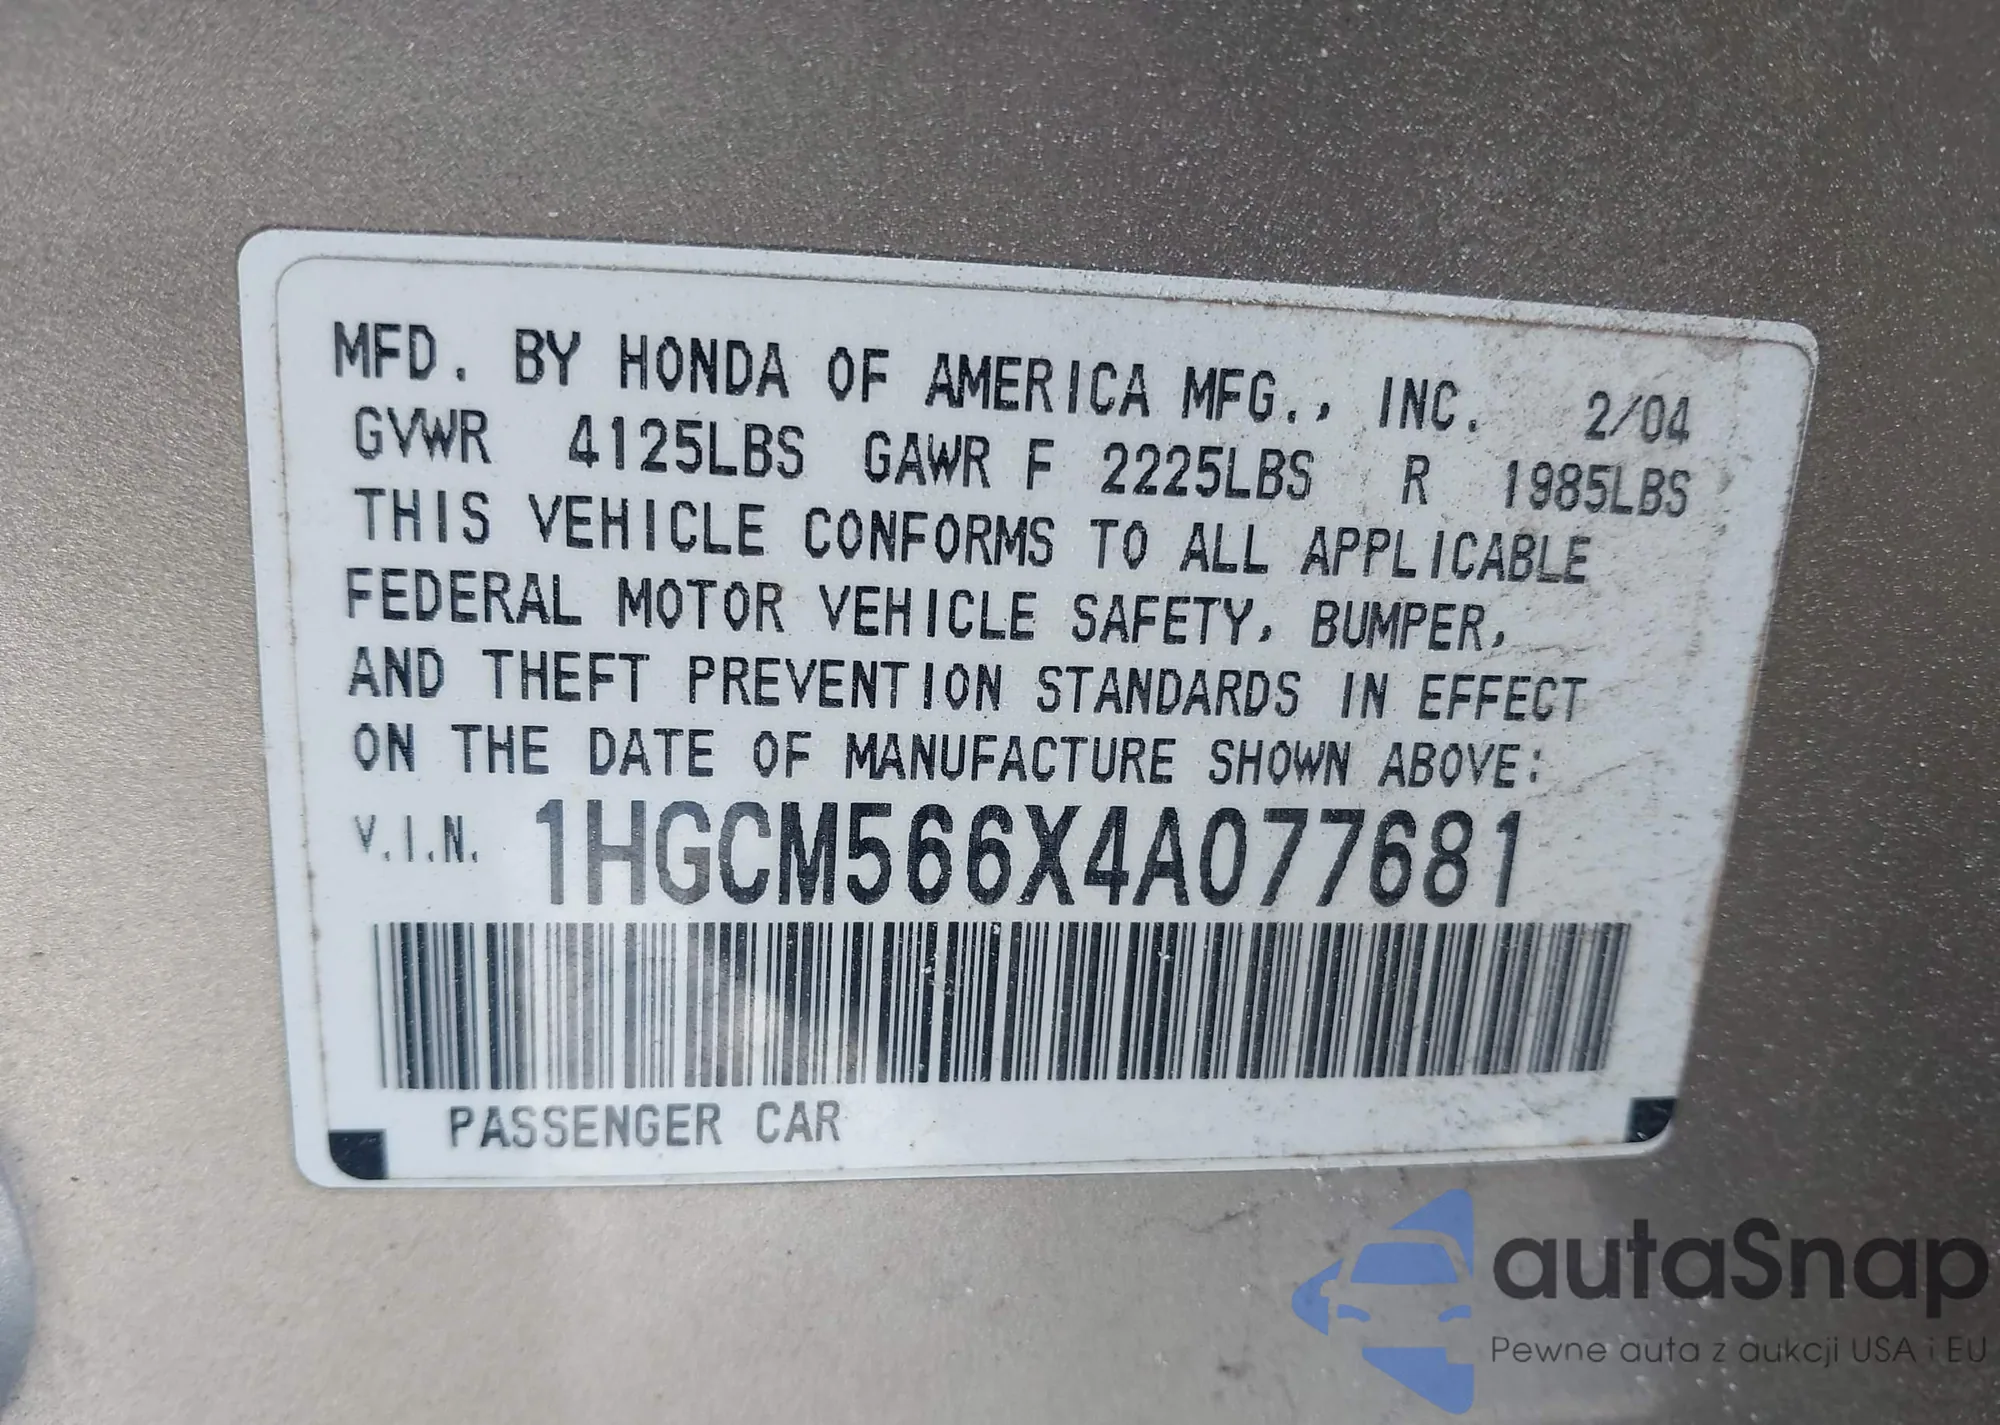 MFD. BY HONDA OF AMERICA MFG., INC. 2/04
GVWR 4125LBS GAWR F 2225LBS R 1985LBS
THIS VEHICLE CONFORMS TO ALL APPLICABLE
FEDERAL MOTOR VEHICLE SAFETY, BUMPER,
AND THEFT PREVENTION STANDARDS IN EFFECT
ON THE DATE OF MANUFACTURE SHOWN ABOVE:
V.I.N. 1HGCM566X4A077681
PASSENGER CAR
autaSnap
Pewne auta z aukcji USA i EU